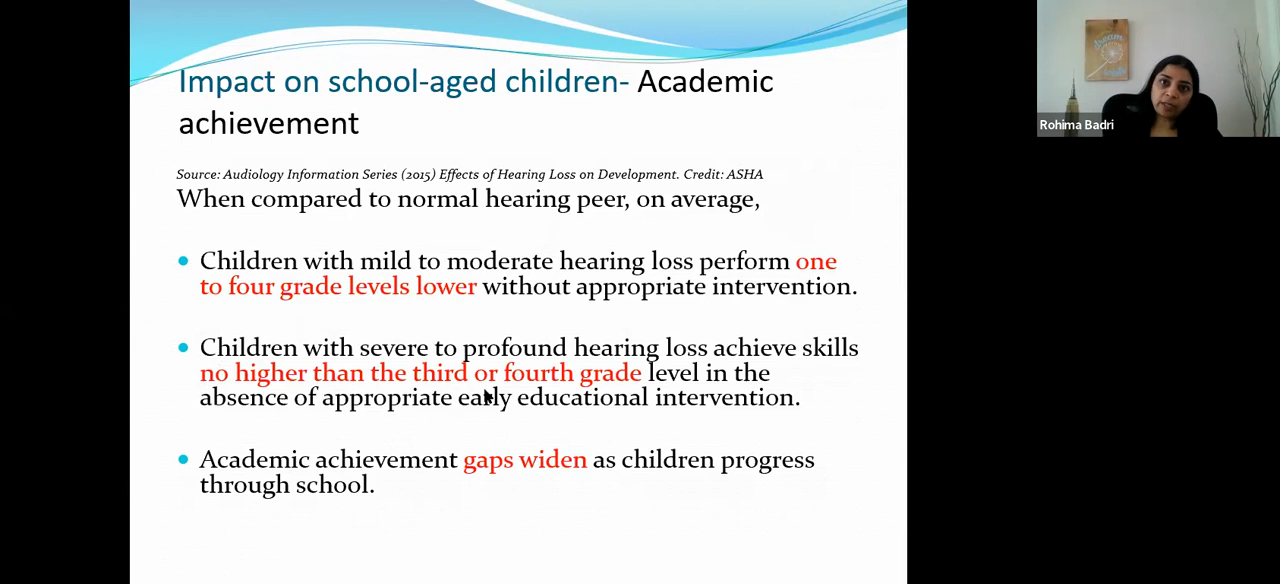 Impact on school-aged children- Academic
achievement
Source: Audiology Information Series (2015) Effects of Hearing Loss on Development. Credit: ASHA
When compared to normal hearing peer, on average,
Children with mild to moderate hearing loss perform one
to four grade levels lower without appropriate intervention.
Children with severe to profound hearing loss achieve skills
no higher than the third or fourth grade level in the
absence of appropriate early educational intervention.
Academic achievement gaps widen as children progress
through school.
dream
Rohima Badri